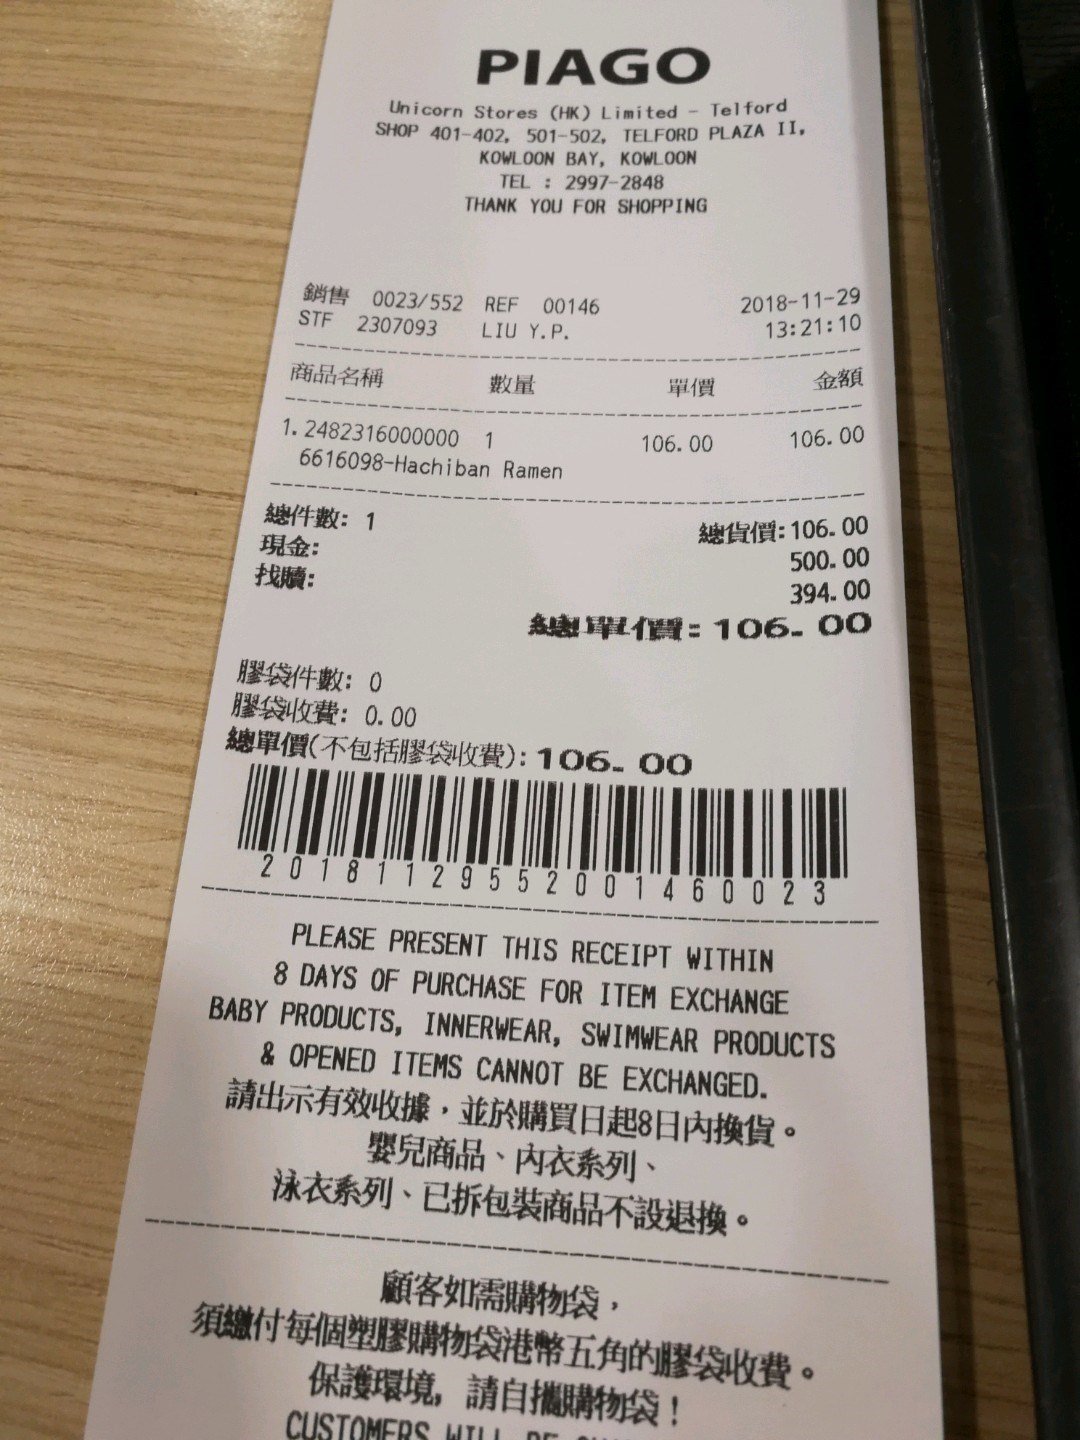 PIAGO
Unicorn Stores (HK) Limited - Telford
SHOP 401-402, 501-502, TELFORD PLAZA II,
KOWLOON BAY, KOWLOON
TEL : 2997-2848
THANK YOU FOR SHOPPING
銷售 0023/552 REF 00146 2018-11-29
STF 2307093 LIU Y.P. 13:21:10
商品名稱 數量 單價 金額
1. 2482316000000 1 106.00 106.00
6616098-Hachiban Ramen
總件數: 1 總貨價:106.00
現金: 500.00
找贖: 394.00
總單價: 106.00
膠袋件數: 0
膠袋收費: 0.00
總單價(不包括膠袋收費): 106.00
20181129552001460023
PLEASE PRESENT THIS RECEIPT WITHIN
8 DAYS OF PURCHASE FOR ITEM EXCHANGE
BABY PRODUCTS, INNERWEAR, SWIMWEAR PRODUCTS
& OPENED ITEMS CANNOT BE EXCHANGED.
請出示有效收據，並於購買日起8日內換貨。
嬰兒商品、內衣系列、
泳衣系列、已拆包裝商品不設退換。
顧客如需購物袋，
須繳付每個塑膠購物袋港幣五角的膠袋收費。
保護環境, 請自攜購物袋！
CUSTOMERS WILL BE